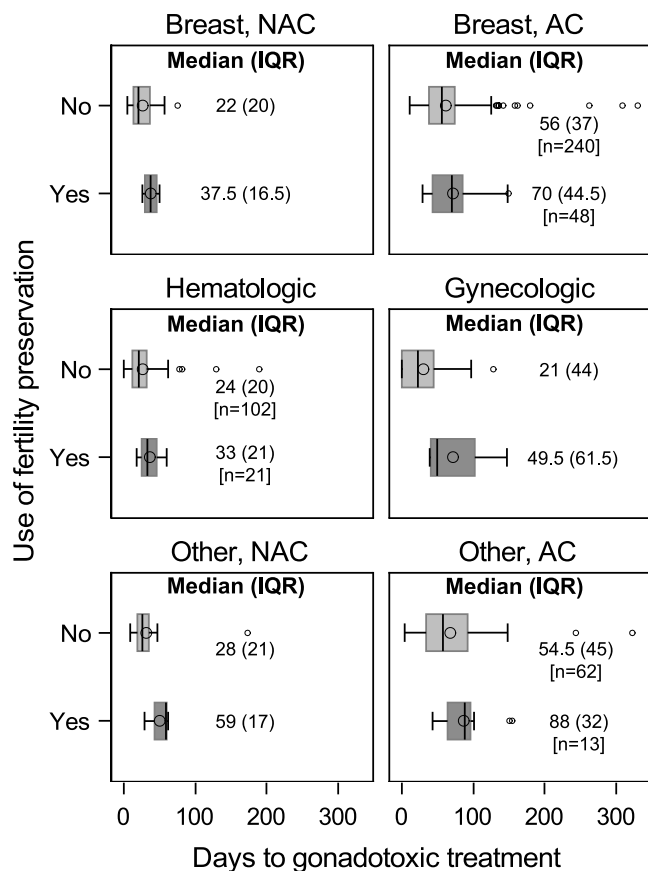 Breast, NAC
Breast, AC
Median (IQR)
Median (IQR)
No
22 (20)
56 (37)
[n=240]
Yes
37.5 (16.5)
70 (44.5)
[n=48]
Hematologic
Gynecologic
Median (IQR)
Median (IQR)
No
24 (20)
[n=102]
21 (44)
Yes
33 (21)
[n=21]
49.5 (61.5)
Use of fertility preservation
Other, NAC
Other, AC
Median (IQR)
Median (IQR)
No
28 (21)
54.5 (45)
[n=62]
Yes
59 (17)
88 (32)
[n=13]
0 100 200 300 0 100 200 300
Days to gonadotoxic treatment